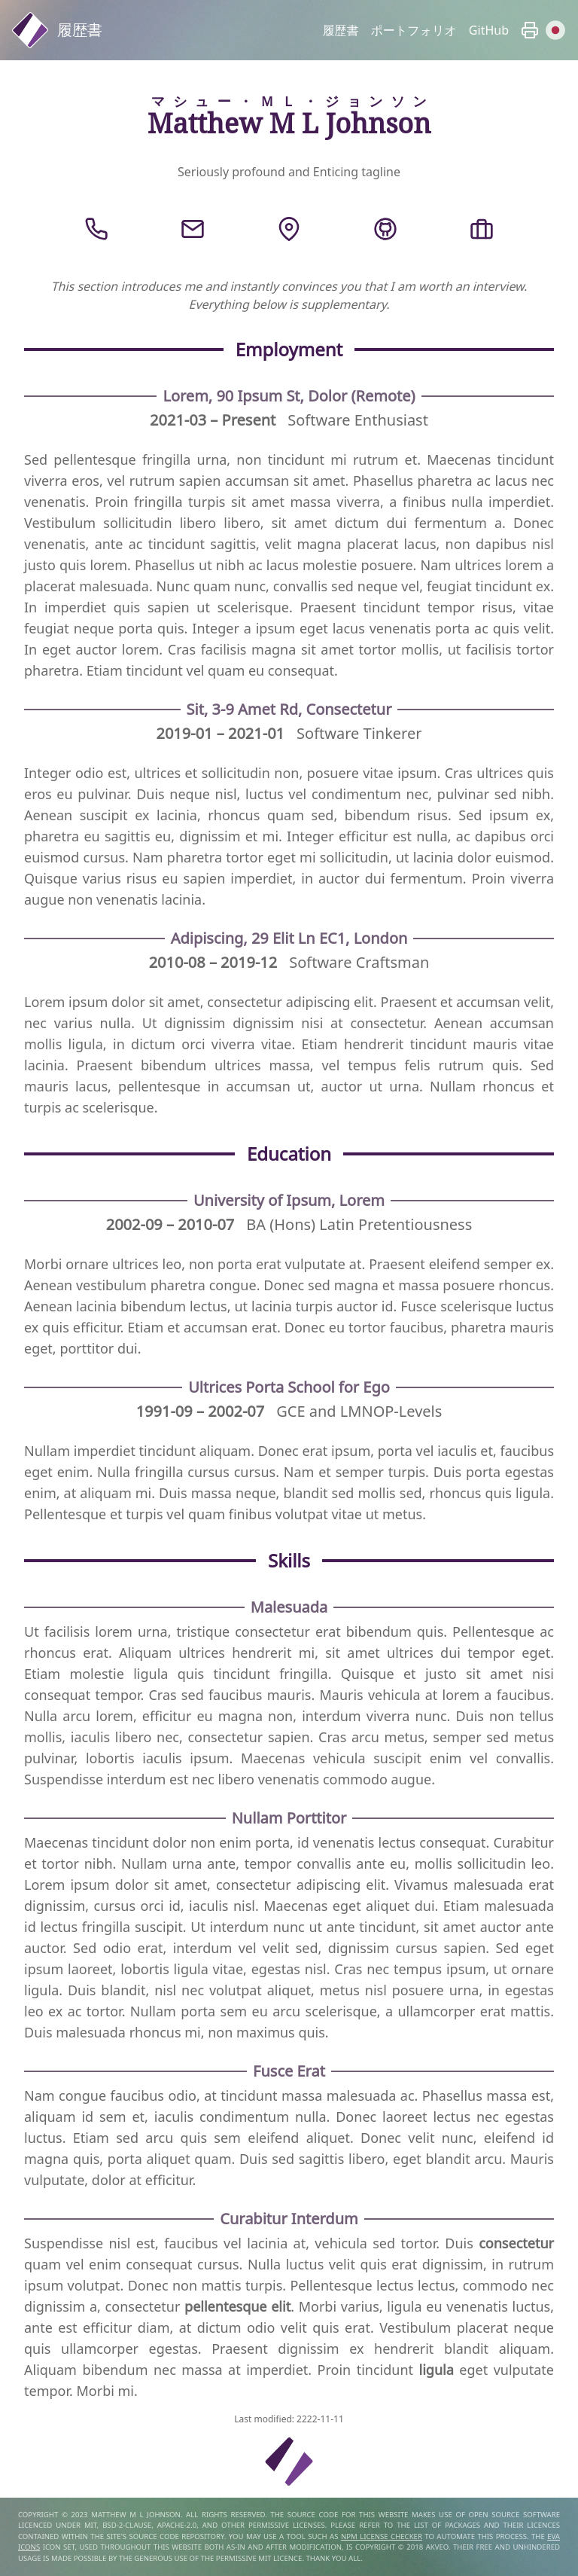 履歴書
履歴書 ポートフォリオ GitHub
マシュー・ＭＬ・ジョンソン
Matthew M L Johnson
Seriously profound and Enticing tagline
This section introduces me and instantly convinces you that I am worth an interview.
Everything below is supplementary.
Employment
Lorem, 90 Ipsum St, Dolor (Remote)
2021-03 – Present Software Enthusiast
Sed pellentesque fringilla urna, non tincidunt mi rutrum et. Maecenas tincidunt
viverra eros, vel rutrum sapien accumsan sit amet. Phasellus pharetra ac lacus nec
venenatis. Proin fringilla turpis sit amet massa viverra, a finibus nulla imperdiet.
Vestibulum sollicitudin libero libero, sit amet dictum dui fermentum a. Donec
venenatis, ante ac tincidunt sagittis, velit magna placerat lacus, non dapibus nisl
justo quis lorem. Phasellus ut nibh ac lacus molestie posuere. Nam ultrices lorem a
placerat malesuada. Nunc quam nunc, convallis sed neque vel, feugiat tincidunt ex.
In imperdiet quis sapien ut scelerisque. Praesent tincidunt tempor risus, vitae
feugiat neque porta quis. Integer a ipsum eget lacus venenatis porta ac quis velit.
In eget auctor lorem. Cras facilisis magna sit amet tortor mollis, ut facilisis tortor
pharetra. Etiam tincidunt vel quam eu consequat.
Sit, 3-9 Amet Rd, Consectetur
2019-01 – 2021-01 Software Tinkerer
Integer odio est, ultrices et sollicitudin non, posuere vitae ipsum. Cras ultrices quis
eros eu pulvinar. Duis neque nisl, luctus vel condimentum nec, pulvinar sed nibh.
Aenean suscipit ex lacinia, rhoncus quam sed, bibendum risus. Sed ipsum ex,
pharetra eu sagittis eu, dignissim et mi. Integer efficitur est nulla, ac dapibus orci
euismod cursus. Nam pharetra tortor eget mi sollicitudin, ut lacinia dolor euismod.
Quisque varius risus eu sapien imperdiet, in auctor dui fermentum. Proin viverra
augue non venenatis lacinia.
Adipiscing, 29 Elit Ln EC1, London
2010-08 – 2019-12 Software Craftsman
Lorem ipsum dolor sit amet, consectetur adipiscing elit. Praesent et accumsan velit,
nec varius nulla. Ut dignissim dignissim nisi at consectetur. Aenean accumsan
mollis ligula, in dictum orci viverra vitae. Etiam hendrerit tincidunt mauris vitae
lacinia. Praesent bibendum ultrices massa, vel tempus felis rutrum quis. Sed
mauris lacus, pellentesque in accumsan ut, auctor ut urna. Nullam rhoncus et
turpis ac scelerisque.
Education
University of Ipsum, Lorem
2002-09 – 2010-07 BA (Hons) Latin Pretentiousness
Morbi ornare ultrices leo, non porta erat vulputate at. Praesent eleifend semper ex.
Aenean vestibulum pharetra congue. Donec sed magna et massa posuere rhoncus.
Aenean lacinia bibendum lectus, ut lacinia turpis auctor id. Fusce scelerisque luctus
ex quis efficitur. Etiam et accumsan erat. Donec eu tortor faucibus, pharetra mauris
eget, porttitor dui.
Ultrices Porta School for Ego
1991-09 – 2002-07 GCE and LMNOP-Levels
Nullam imperdiet tincidunt aliquam. Donec erat ipsum, porta vel iaculis et, faucibus
eget enim. Nulla fringilla cursus cursus. Nam et semper turpis. Duis porta egestas
enim, at aliquam mi. Duis massa neque, blandit sed mollis sed, rhoncus quis ligula.
Pellentesque et turpis vel quam finibus volutpat vitae ut metus.
Skills
Malesuada
Ut facilisis lorem urna, tristique consectetur erat bibendum quis. Pellentesque ac
rhoncus erat. Aliquam ultrices hendrerit mi, sit amet ultrices dui tempor eget.
Etiam molestie ligula quis tincidunt fringilla. Quisque et justo sit amet nisi
consequat tempor. Cras sed faucibus mauris. Mauris vehicula at lorem a faucibus.
Nulla arcu lorem, efficitur eu magna non, interdum viverra nunc. Duis non tellus
mollis, iaculis libero nec, consectetur sapien. Cras arcu metus, semper sed metus
pulvinar, lobortis iaculis ipsum. Maecenas vehicula suscipit enim vel convallis.
Suspendisse interdum est nec libero venenatis commodo augue.
Nullam Porttitor
Maecenas tincidunt dolor non enim porta, id venenatis lectus consequat. Curabitur
et tortor nibh. Nullam urna ante, tempor convallis ante eu, mollis sollicitudin leo.
Lorem ipsum dolor sit amet, consectetur adipiscing elit. Vivamus malesuada erat
dignissim, cursus orci id, iaculis nisl. Maecenas eget aliquet dui. Etiam malesuada
id lectus fringilla suscipit. Ut interdum nunc ut ante tincidunt, sit amet auctor ante
auctor. Sed odio erat, interdum vel velit sed, dignissim cursus sapien. Sed eget
ipsum laoreet, lobortis ligula vitae, egestas nisl. Cras nec tempus ipsum, ut ornare
ligula. Duis blandit, nisl nec volutpat aliquet, metus nisl posuere urna, in egestas
leo ex ac tortor. Nullam porta sem eu arcu scelerisque, a ullamcorper erat mattis.
Duis malesuada rhoncus mi, non maximus quis.
Fusce Erat
Nam congue faucibus odio, at tincidunt massa malesuada ac. Phasellus massa est,
aliquam id sem et, iaculis condimentum nulla. Donec laoreet lectus nec egestas
luctus. Etiam sed arcu quis sem eleifend aliquet. Donec velit nunc, eleifend id
magna quis, porta aliquet quam. Duis sed sagittis libero, eget blandit arcu. Mauris
vulputate, dolor at efficitur.
Curabitur Interdum
Suspendisse nisl est, faucibus vel lacinia at, vehicula sed tortor. Duis consectetur
quam vel enim consequat cursus. Nulla luctus velit quis erat dignissim, in rutrum
ipsum volutpat. Donec non mattis turpis. Pellentesque lectus lectus, commodo nec
dignissim a, consectetur pellentesque elit. Morbi varius, ligula eu venenatis luctus,
ante est efficitur diam, at dictum odio velit quis erat. Vestibulum placerat neque
quis ullamcorper egestas. Praesent dignissim ex hendrerit blandit aliquam.
Aliquam bibendum nec massa at imperdiet. Proin tincidunt ligula eget vulputate
tempor. Morbi mi.
Last modified: 2222-11-11
COPYRIGHT © 2023 MATTHEW M L JOHNSON. ALL RIGHTS RESERVED. THE SOURCE CODE FOR THIS WEBSITE MAKES USE OF OPEN SOURCE SOFTWARE
LICENCED UNDER MIT, BSD-2-CLAUSE, APACHE-2.0, AND OTHER PERMISSIVE LICENSES. PLEASE REFER TO THE LIST OF PACKAGES AND THEIR LICENCES
CONTAINED WITHIN THE SITE'S SOURCE CODE REPOSITORY. YOU MAY USE A TOOL SUCH AS NPM LICENSE CHECKER TO AUTOMATE THIS PROCESS. THE EVA
ICONS ICON SET, USED THROUGHOUT THIS WEBSITE BOTH AS-IN AND AFTER MODIFICATION, IS COPYRIGHT © 2018 AKVEO. THEIR FREE AND UNHINDERED
USAGE IS MADE POSSIBLE BY THE GENEROUS USE OF THE PERMISSIVE MIT LICENCE. THANK YOU ALL.